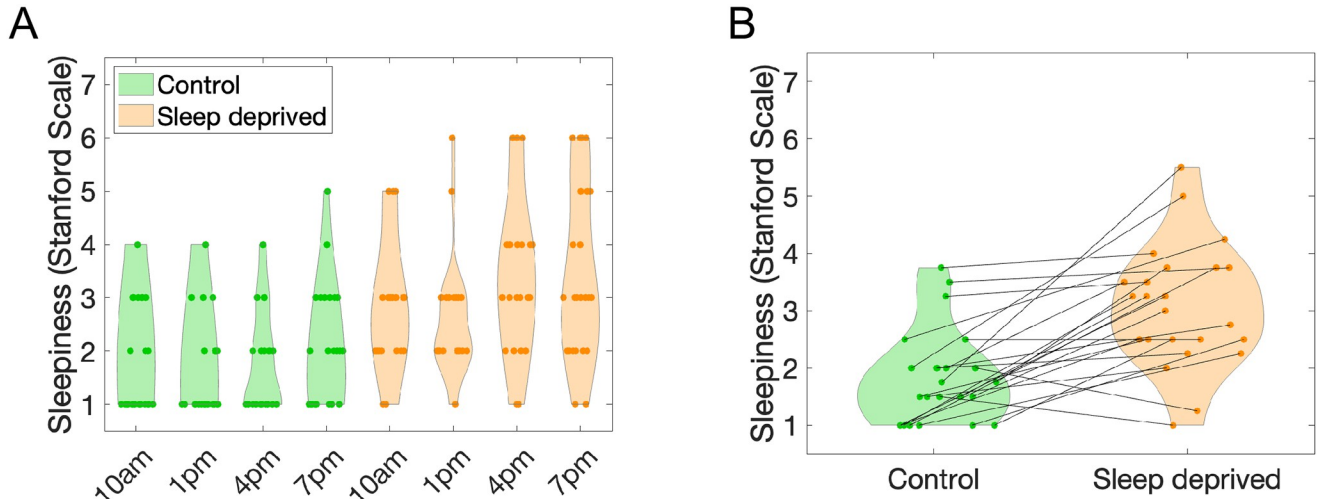 A
B
Sleepiness (Stanford Scale)
7
6
5
4
3
2
1
Control
Sleep deprived
10am
1pm
4pm
7pm
10am
1pm
4pm
7pm
Sleepiness (Stanford Scale)
7
6
5
4
3
2
1
Control
Sleep deprived